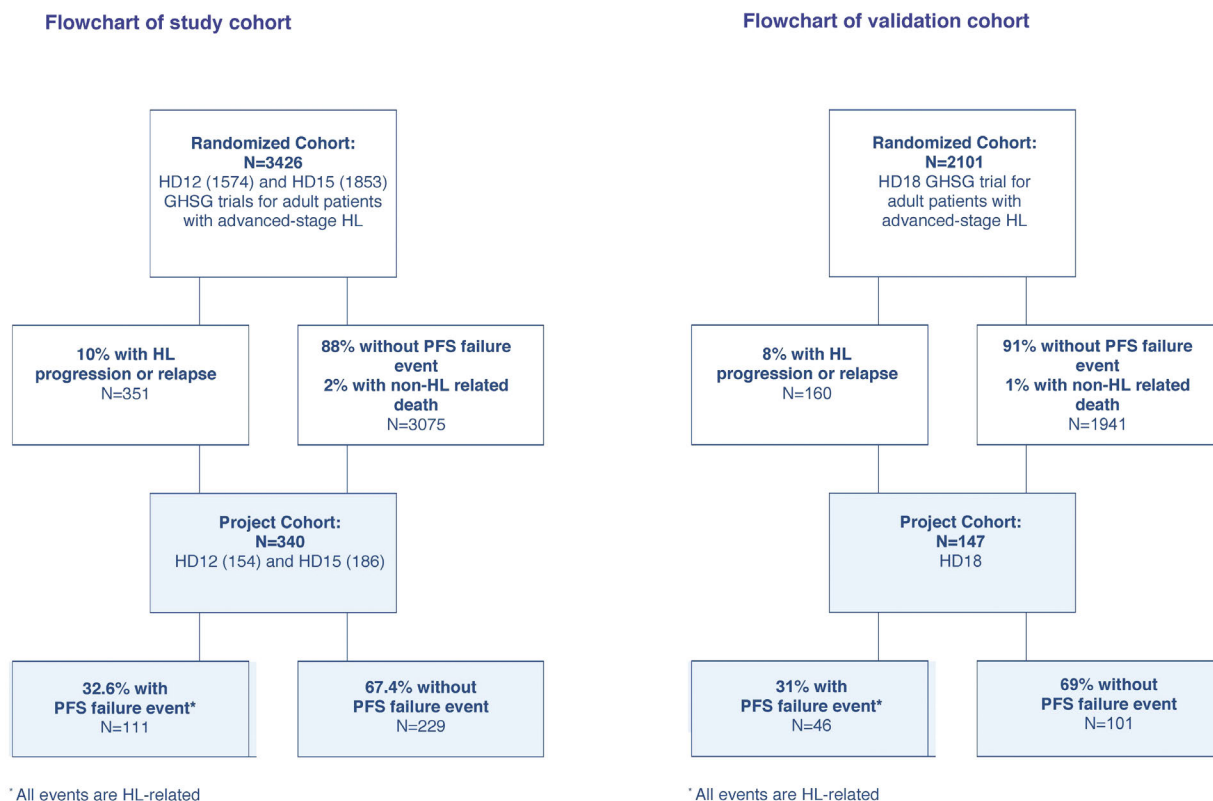 Flowchart of study cohort
Randomized Cohort:
N=3426
HD12 (1574) and HD15 (1853)
GHSG trials for adult patients
with advanced-stage HL
10% with HL
progression or relapse
N=351
88% without PFS failure
event
2% with non-HL related
death
N=3075
Project Cohort:
N=340
HD12 (154) and HD15 (186)
32.6% with
PFS failure event*
N=111
67.4% without
PFS failure event
N=229
* All events are HL-related
Flowchart of validation cohort
Randomized Cohort:
N=2101
HD18 GHSG trial for
adult patients with
advanced-stage HL
8% with HL
progression or relapse
N=160
91% without PFS failure
event
1% with non-HL related
death
N=1941
Project Cohort:
N=147
HD18
31% with
PFS failure event*
N=46
69% without
PFS failure event
N=101
* All events are HL-related